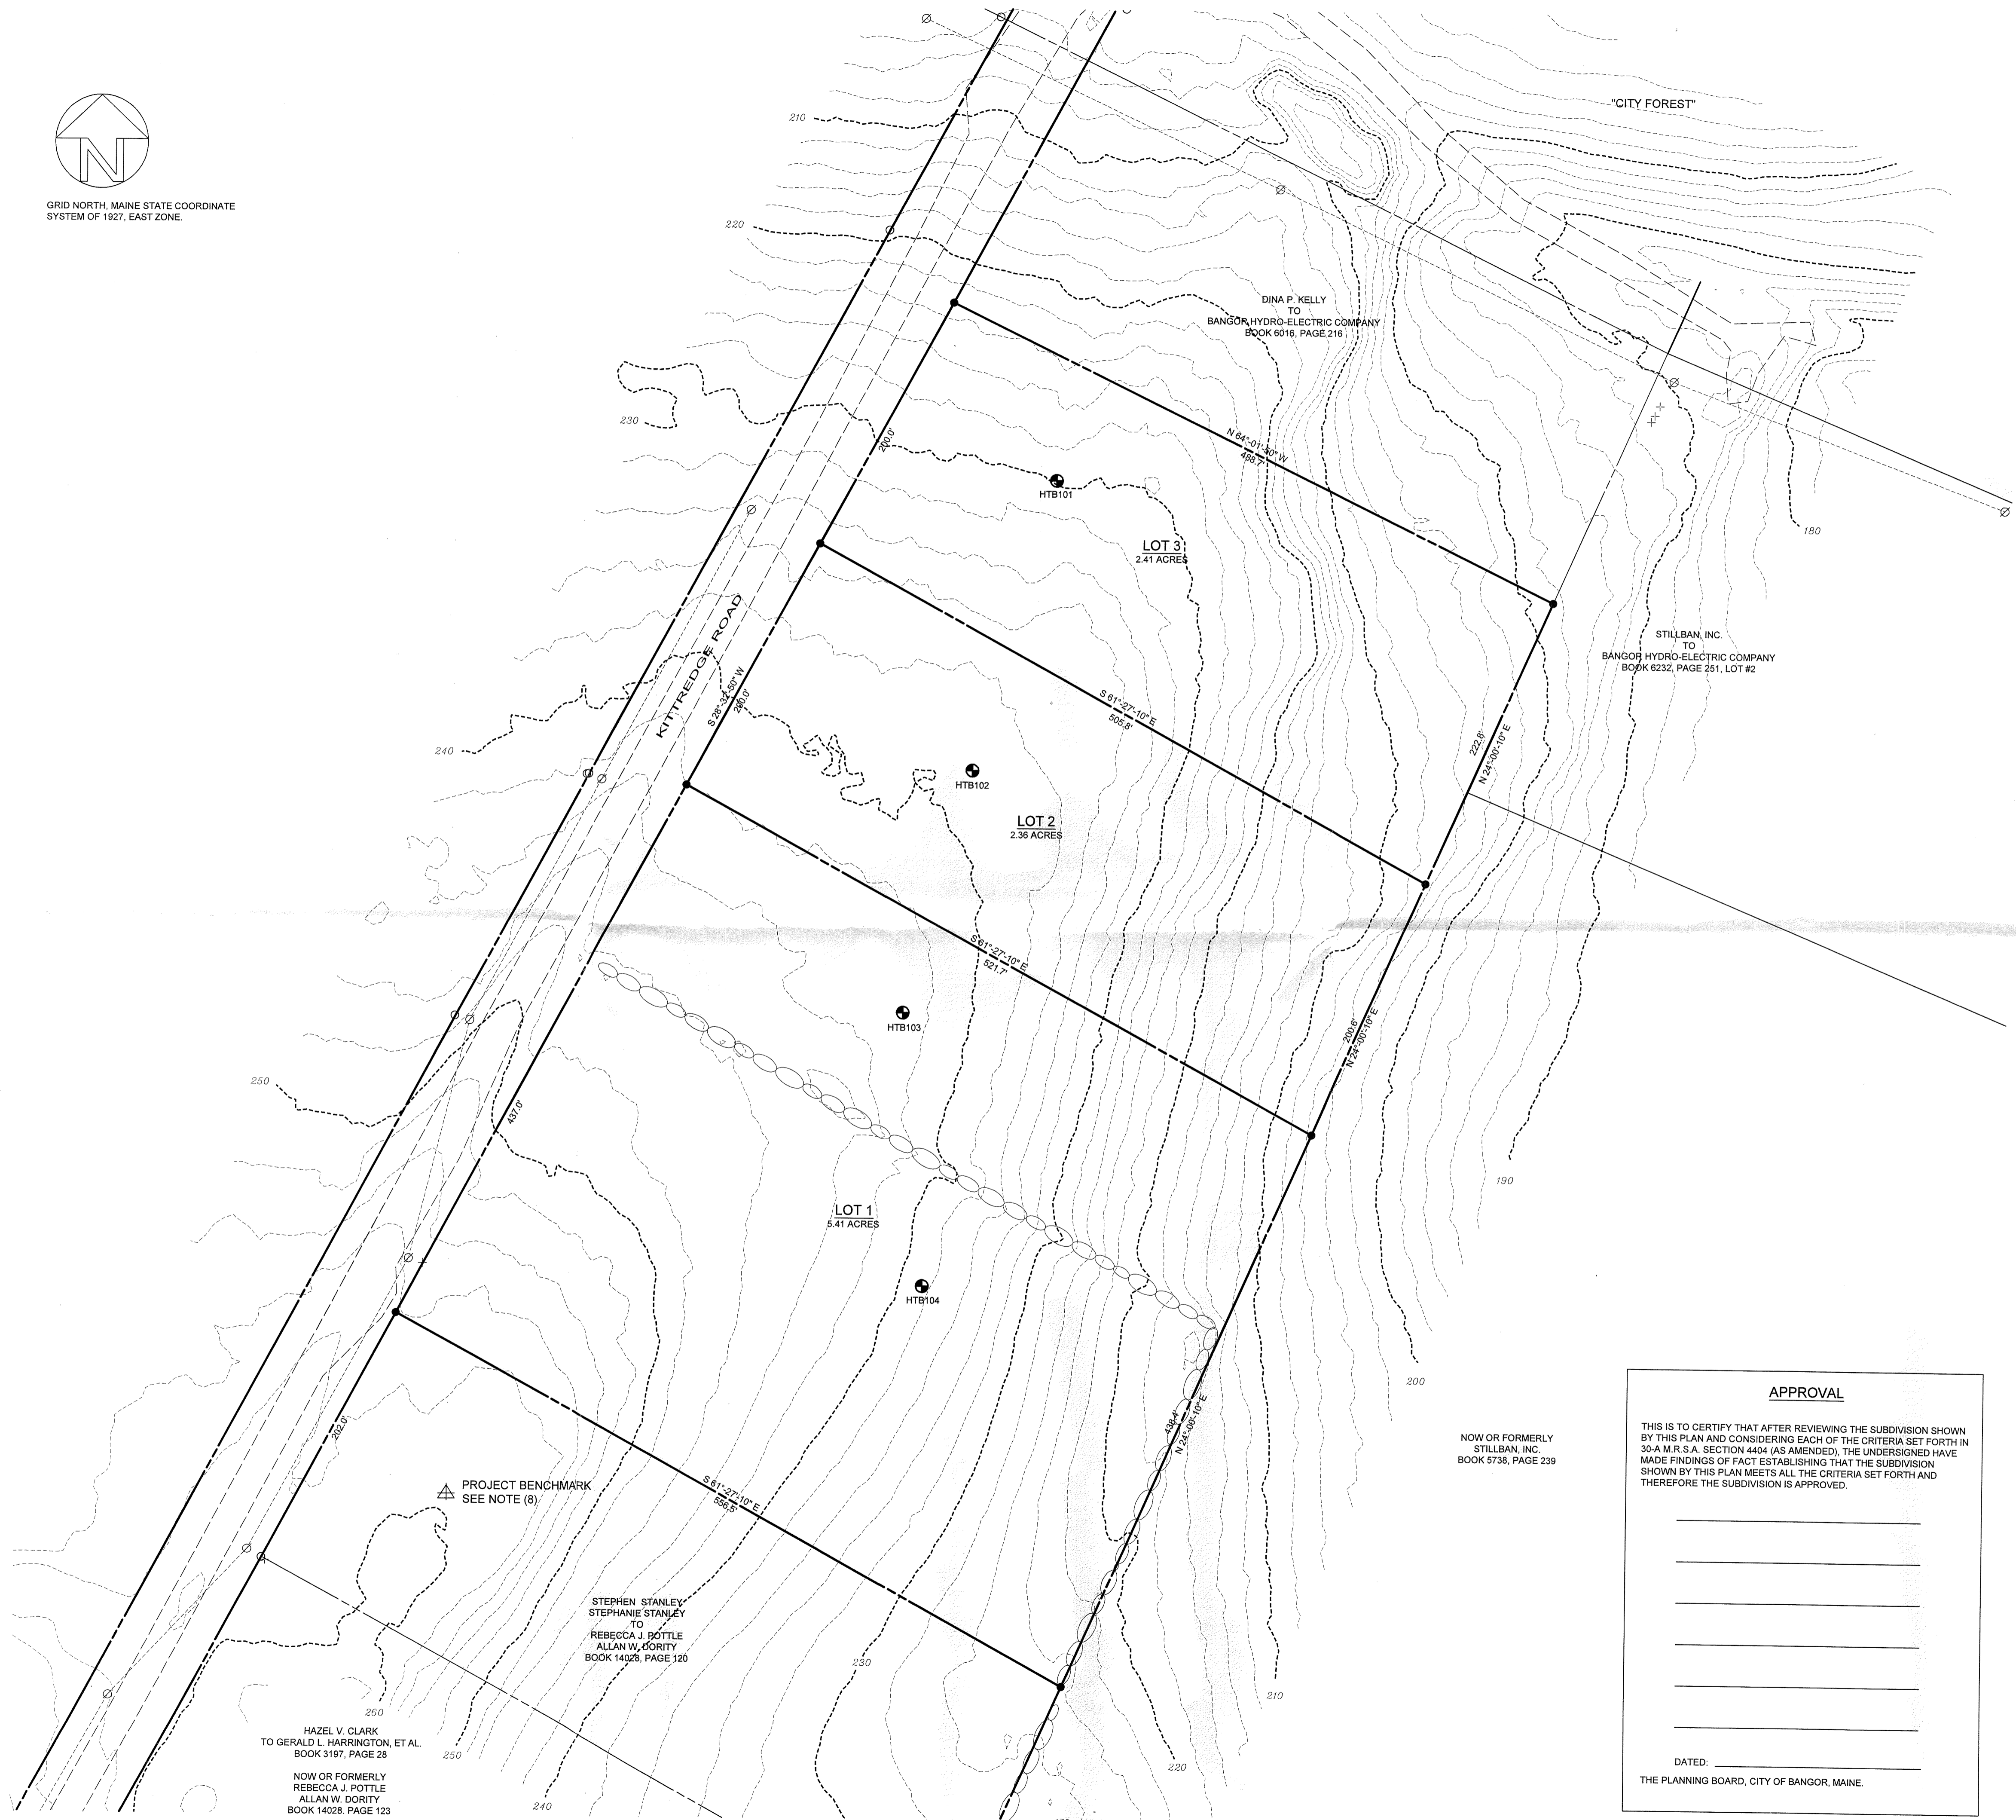 "CITY FOREST"
N
GRID NORTH, MAINE STATE COORDINATE
SYSTEM OF 1927, EAST ZONE.
210
220
230
240
250
DINA P. KELLY
TO
BANGOR HYDRO-ELECTRIC COMPANY
BOOK 6016, PAGE 216
200.0'
N 64°-01'-50" W
488.7'
HTB101
LOT 3
2.41 ACRES
180
STILLBAN, INC.
TO
BANGOR HYDRO-ELECTRIC COMPANY
BOOK 6232, PAGE 251, LOT #2
KITTREDGE ROAD
S 28°-32'-50" W
200.0'
S 61°-27'-10" E
505.8'
222.8'
N 24°-00'-10" E
HTB102
LOT 2
2.36 ACRES
S 61°-27'-10" E
521.7'
HTB103
200.6'
N 24°-00'-10" E
437.0'
190
LOT 1
5.41 ACRES
HTB104
200
202.0'
438.4'
N 24°-00'-10" E
NOW OR FORMERLY
STILLBAN, INC.
BOOK 5738, PAGE 239
PROJECT BENCHMARK
SEE NOTE (8)
S 61°-27'-10" E
556.5'
STEPHEN STANLEY
STEPHANIE STANLEY
TO
REBECCA J. POTTLE
ALLAN W. DORITY
BOOK 14028, PAGE 120
230
210
260
HAZEL V. CLARK
TO GERALD L. HARRINGTON, ET AL.
BOOK 3197, PAGE 28
NOW OR FORMERLY
REBECCA J. POTTLE
ALLAN W. DORITY
BOOK 14028. PAGE 123
250
220
240
APPROVAL
THIS IS TO CERTIFY THAT AFTER REVIEWING THE SUBDIVISION SHOWN
BY THIS PLAN AND CONSIDERING EACH OF THE CRITERIA SET FORTH IN
30-A M.R.S.A. SECTION 4404 (AS AMENDED), THE UNDERSIGNED HAVE
MADE FINDINGS OF FACT ESTABLISHING THAT THE SUBDIVISION
SHOWN BY THIS PLAN MEETS ALL THE CRITERIA SET FORTH AND
THEREFORE THE SUBDIVISION IS APPROVED.
DATED:
THE PLANNING BOARD, CITY OF BANGOR, MAINE.